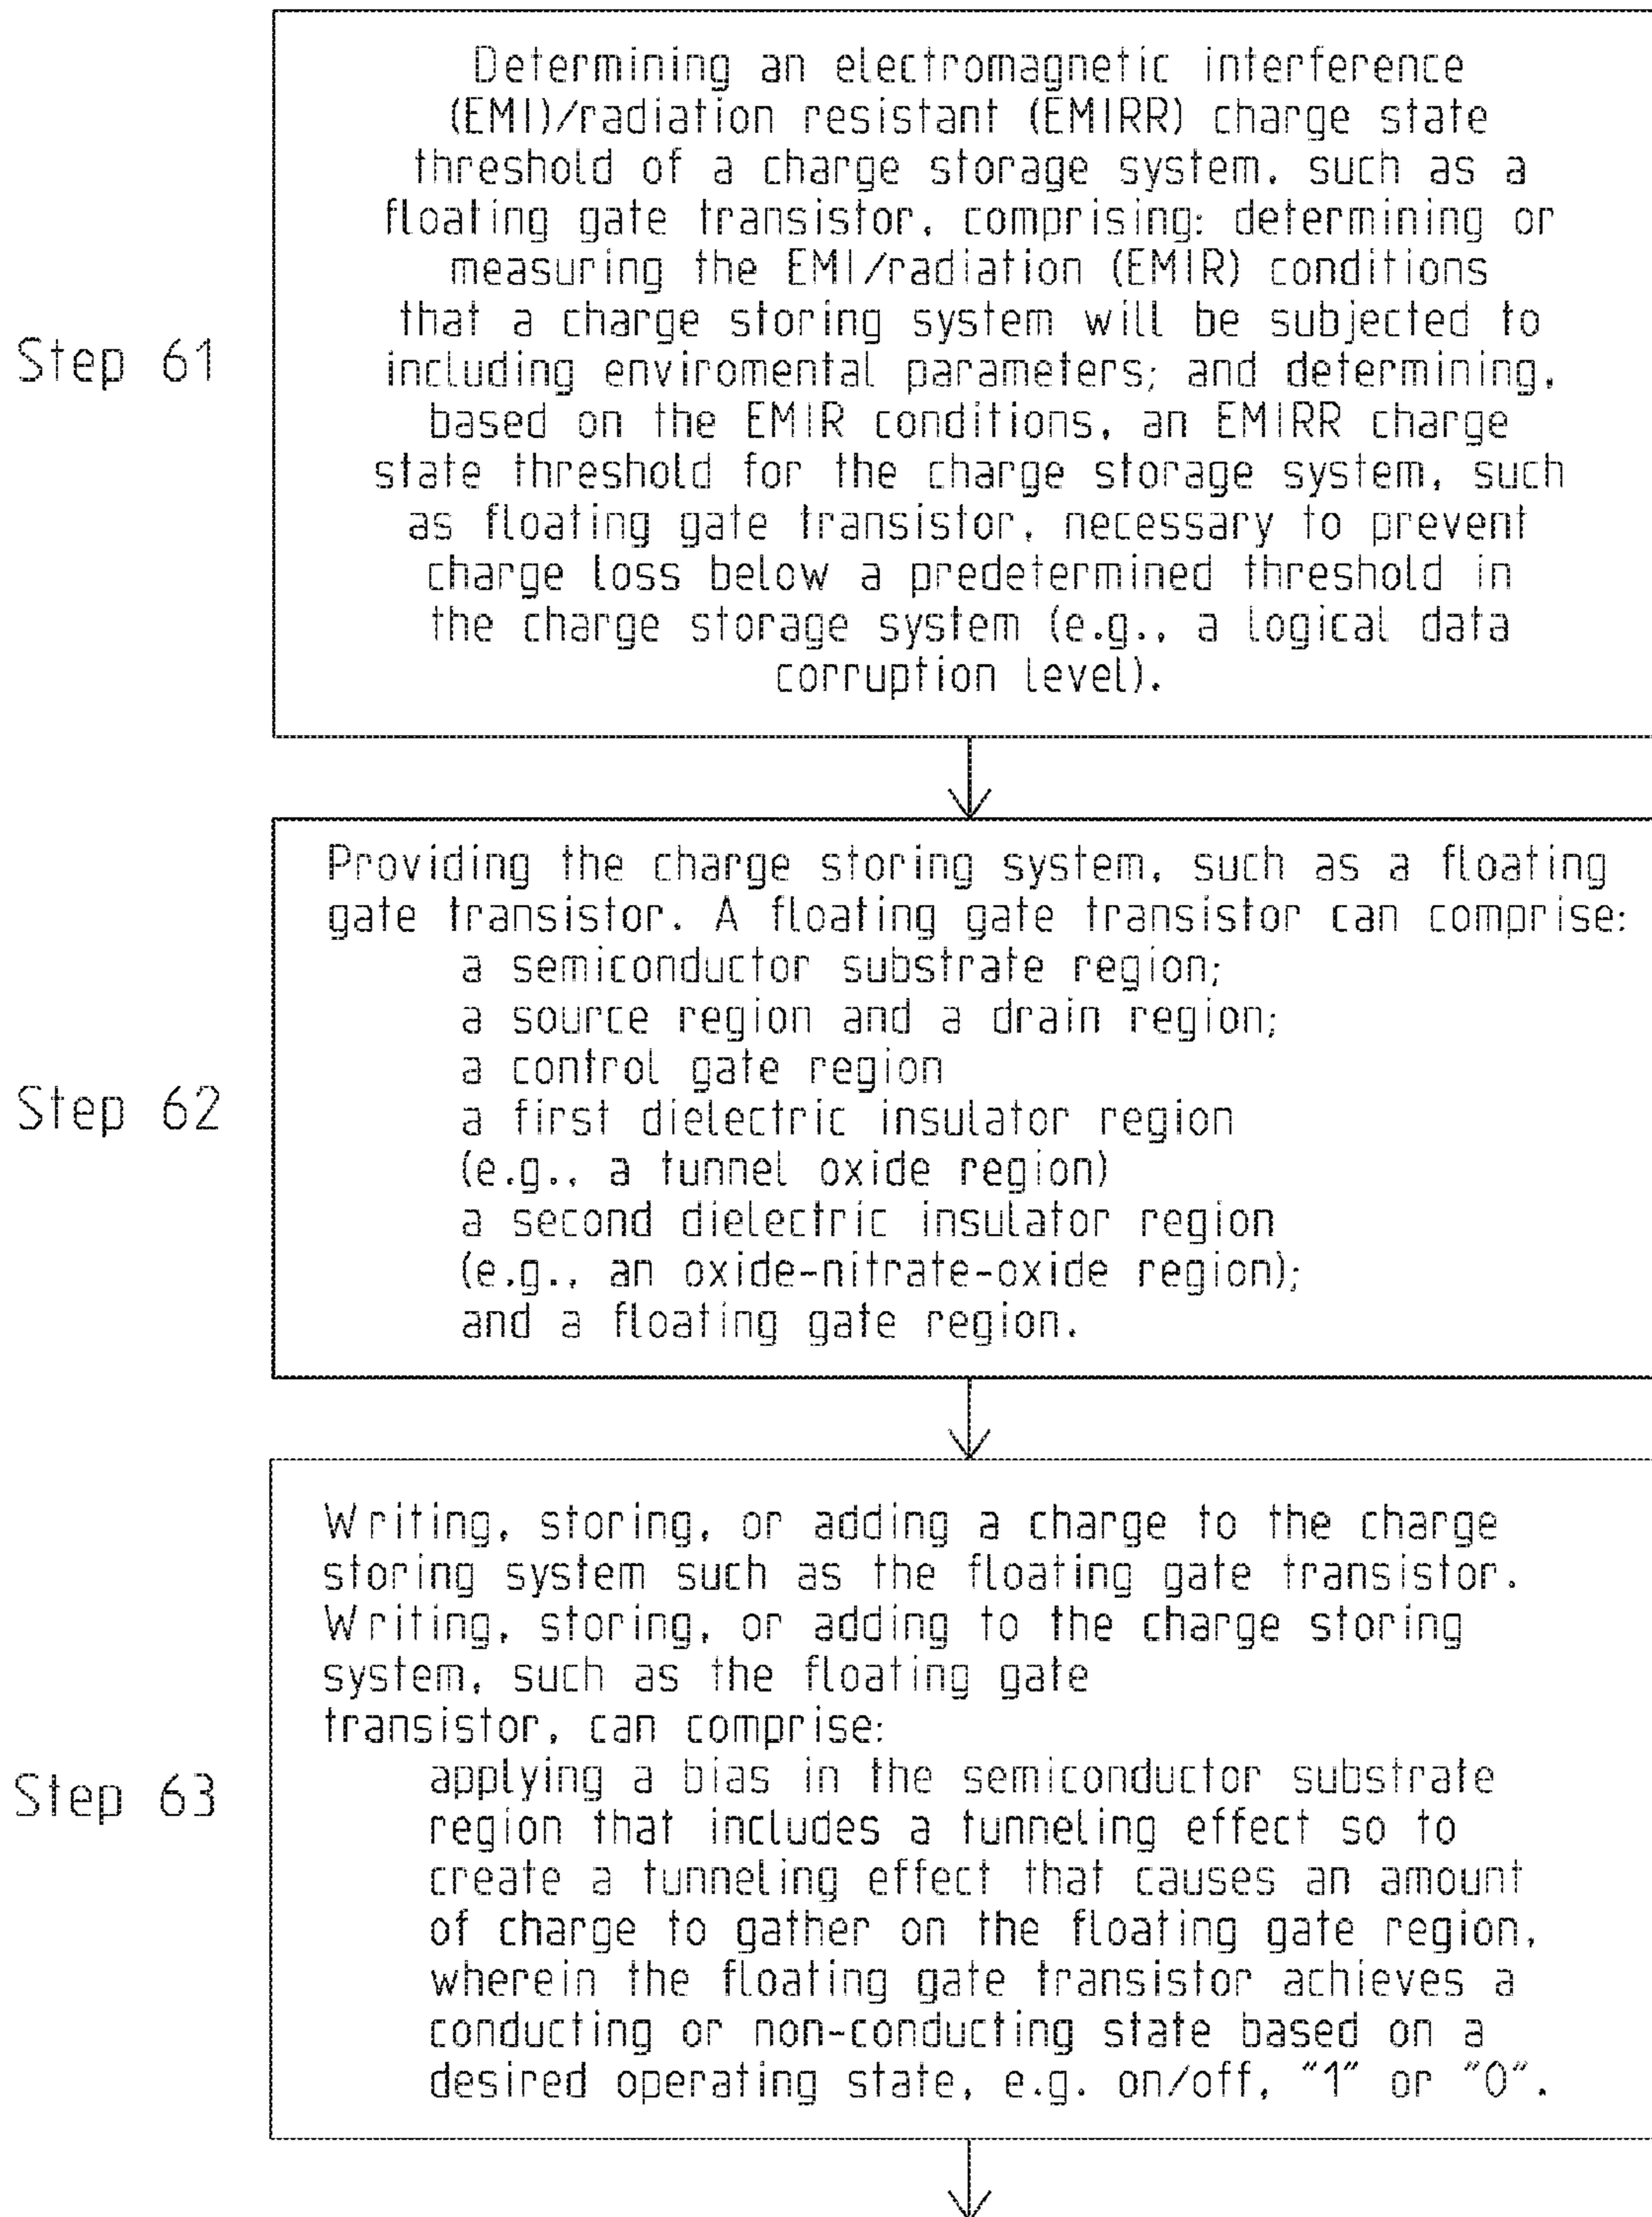 Determining an electromagnetic interference
(EMI)/radiation resistant (EMIRR) charge state
threshold of a charge storage system, such as a
floating gate transistor, comprising: determining or
measuring the EMI/radiation (EMIR) conditions
that a charge storing system will be subjected to
including enviromental parameters; and determining,
based on the EMIR conditions, an EMIRR charge
state threshold for the charge storage system, such
as floating gate transistor, necessary to prevent
charge loss below a predetermined threshold in
the charge storage system (e.g., a logical data
corruption level).
Step 61
Providing the charge storing system, such as a floating
gate transistor. A floating gate transistor can comprise:
a semiconductor substrate region;
a source region and a drain region;
a control gate region
a first dielectric insulator region
(e.g., a tunnel oxide region)
a second dielectric insulator region
(e.g., an oxide-nitrate-oxide region);
and a floating gate region.
Step 62
Writing, storing, or adding a charge to the charge
storing system such as the floating gate transistor.
Writing, storing, or adding to the charge storing
system, such as the floating gate
transistor, can comprise:
applying a bias in the semiconductor substrate
region that includes a tunneling effect so to
create a tunneling effect that causes an amount
of charge to gather on the floating gate region,
wherein the floating gate transistor achieves a
conducting or non-conducting state based on a
desired operating state, e.g. on/off, "1" or "0".
Step 63